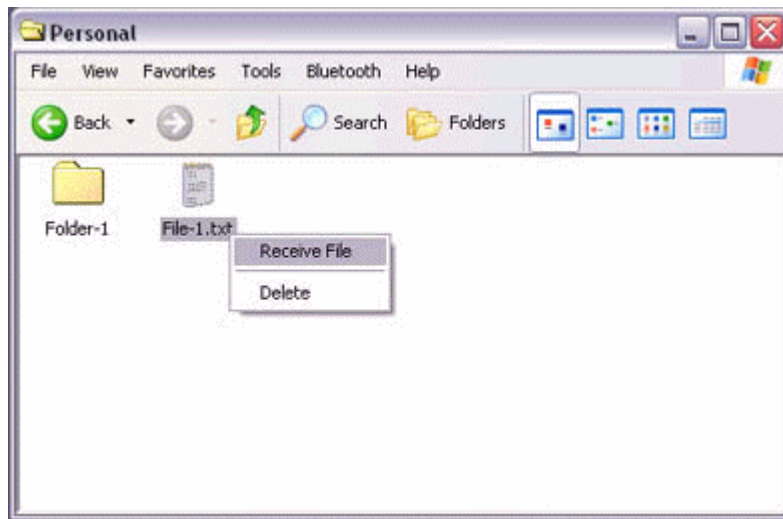 Personal
File View Favorites Tools Bluetooth Help
Back Search Folders
Folder-1 File-1.txt
Receive File
Delete